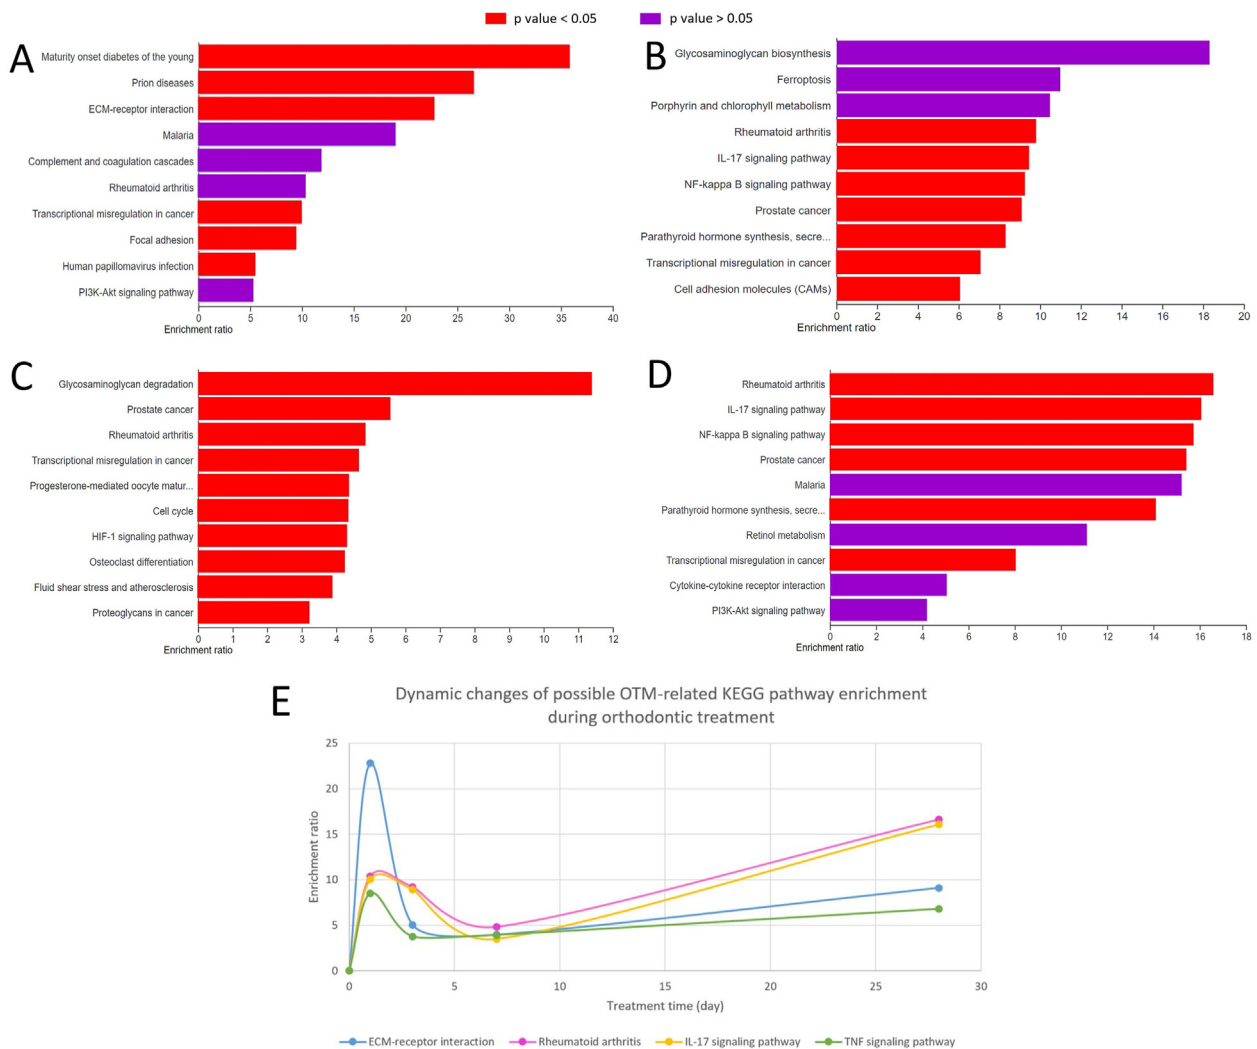 p value < 0.05
p value > 0.05
A
Maturity onset diabetes of the young
Prion diseases
ECM-receptor interaction
Malaria
Complement and coagulation cascades
Rheumatoid arthritis
Transcriptional misregulation in cancer
Focal adhesion
Human papillomavirus infection
PI3K-Akt signaling pathway
0 5 10 15 20 25 30 35 40
Enrichment ratio
B
Glycosaminoglycan biosynthesis
Ferroptosis
Porphyrin and chlorophyll metabolism
Rheumatoid arthritis
IL-17 signaling pathway
NF-kappa B signaling pathway
Prostate cancer
Parathyroid hormone synthesis, secre...
Transcriptional misregulation in cancer
Cell adhesion molecules (CAMs)
0 2 4 6 8 10 12 14 16 18 20
Enrichment ratio
C
Glycosaminoglycan degradation
Prostate cancer
Rheumatoid arthritis
Transcriptional misregulation in cancer
Progesterone-mediated oocyte matur...
Cell cycle
HIF-1 signaling pathway
Osteoclast differentiation
Fluid shear stress and atherosclerosis
Proteoglycans in cancer
0 1 2 3 4 5 6 7 8 9 10 11 12
Enrichment ratio
D
Rheumatoid arthritis
IL-17 signaling pathway
NF-kappa B signaling pathway
Prostate cancer
Malaria
Parathyroid hormone synthesis, secre...
Retinol metabolism
Transcriptional misregulation in cancer
Cytokine-cytokine receptor interaction
PI3K-Akt signaling pathway
0 2 4 6 8 10 12 14 16 18
Enrichment ratio
E
Dynamic changes of possible OTM-related KEGG pathway enrichment
during orthodontic treatment
25
20
15
10
5
0
Enrichment ratio
0 5 10 15 20 25 30
Treatment time (day)
ECM-receptor interaction
Rheumatoid arthritis
IL-17 signaling pathway
TNF signaling pathway